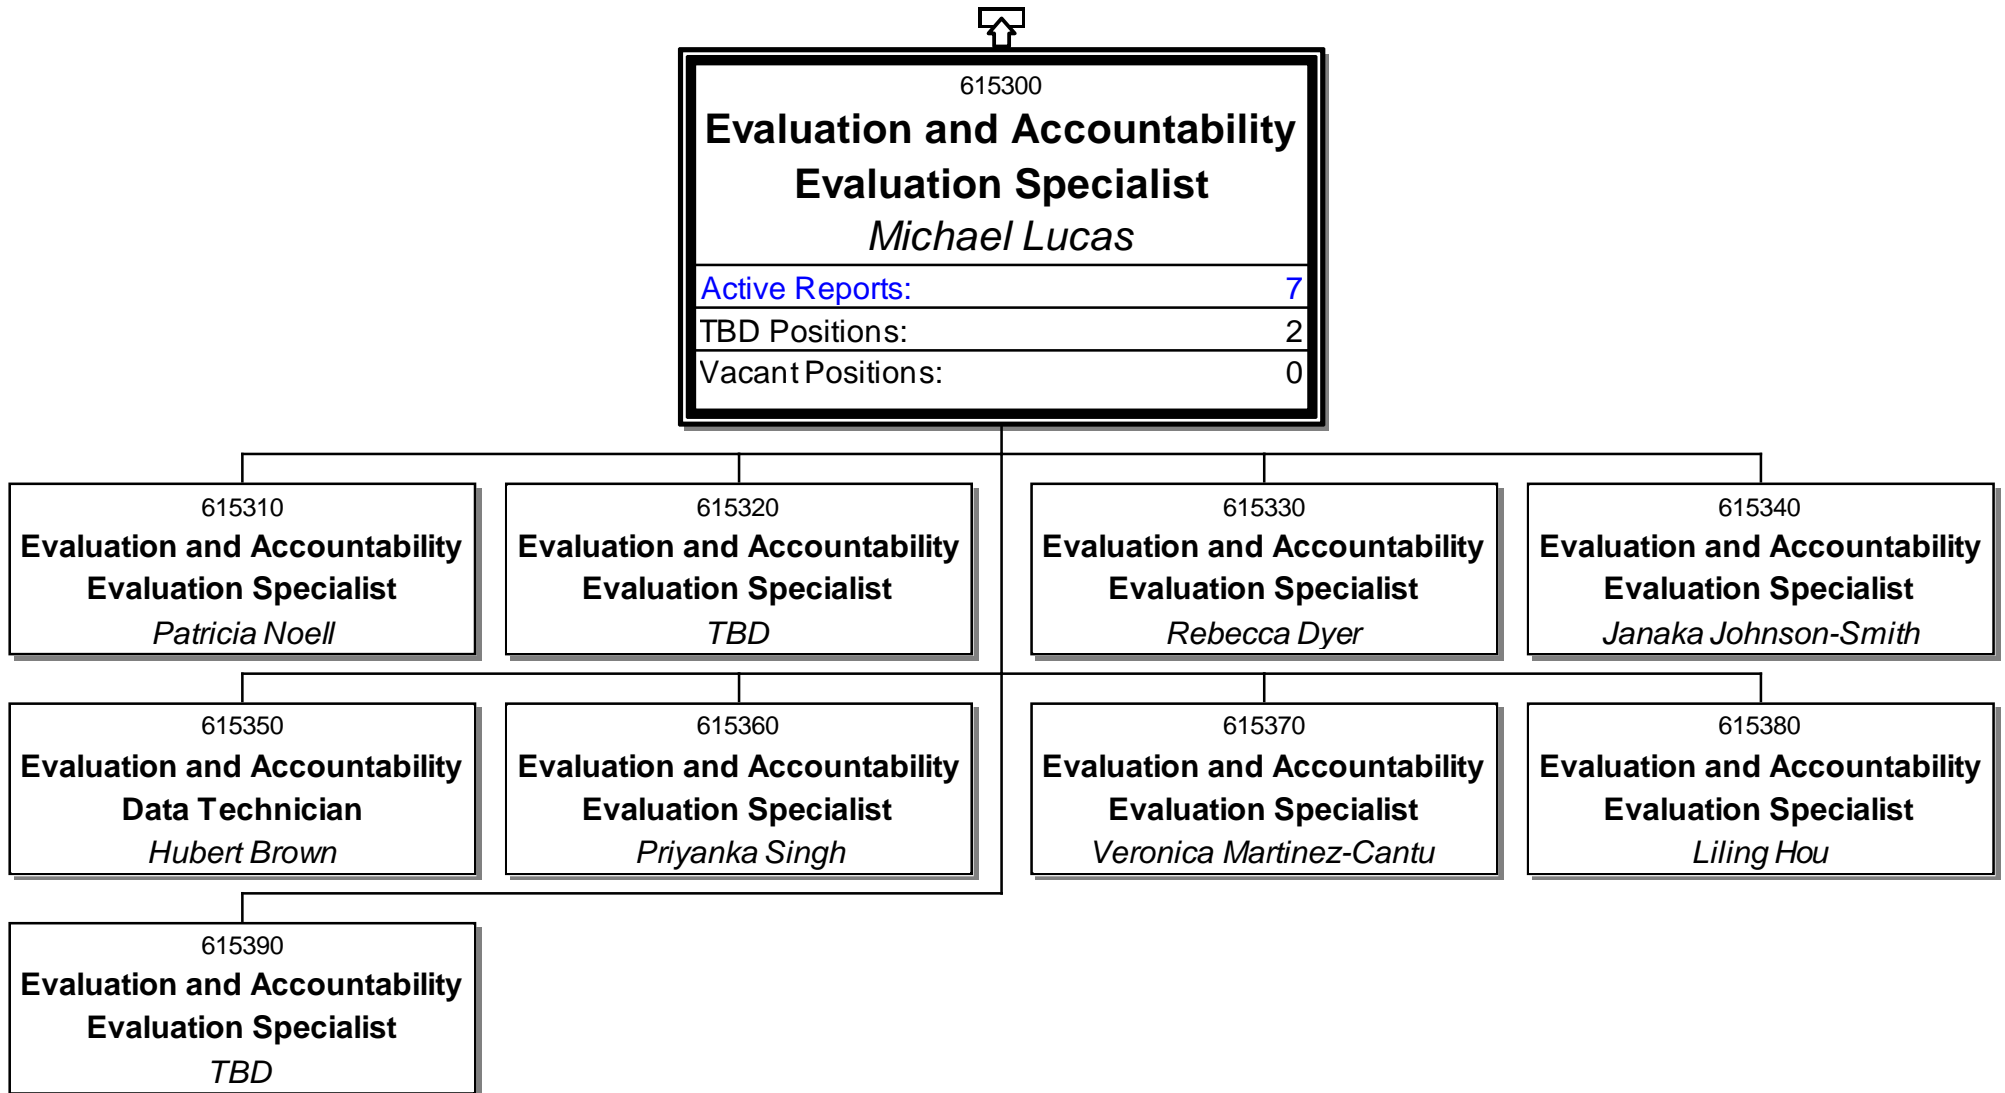 615300
Evaluation and Accountability
Evaluation Specialist
Michael Lucas
Active Reports: 7
TBD Positions: 2
Vacant Positions: 0
615310
Evaluation and Accountability
Evaluation Specialist
Patricia Noell
615320
Evaluation and Accountability
Evaluation Specialist
TBD
615330
Evaluation and Accountability
Evaluation Specialist
Rebecca Dyer
615340
Evaluation and Accountability
Evaluation Specialist
Janaka Johnson-Smith
615350
Evaluation and Accountability
Data Technician
Hubert Brown
615360
Evaluation and Accountability
Evaluation Specialist
Priyanka Singh
615370
Evaluation and Accountability
Evaluation Specialist
Veronica Martinez-Cantu
615380
Evaluation and Accountability
Evaluation Specialist
Liling Hou
615390
Evaluation and Accountability
Evaluation Specialist
TBD